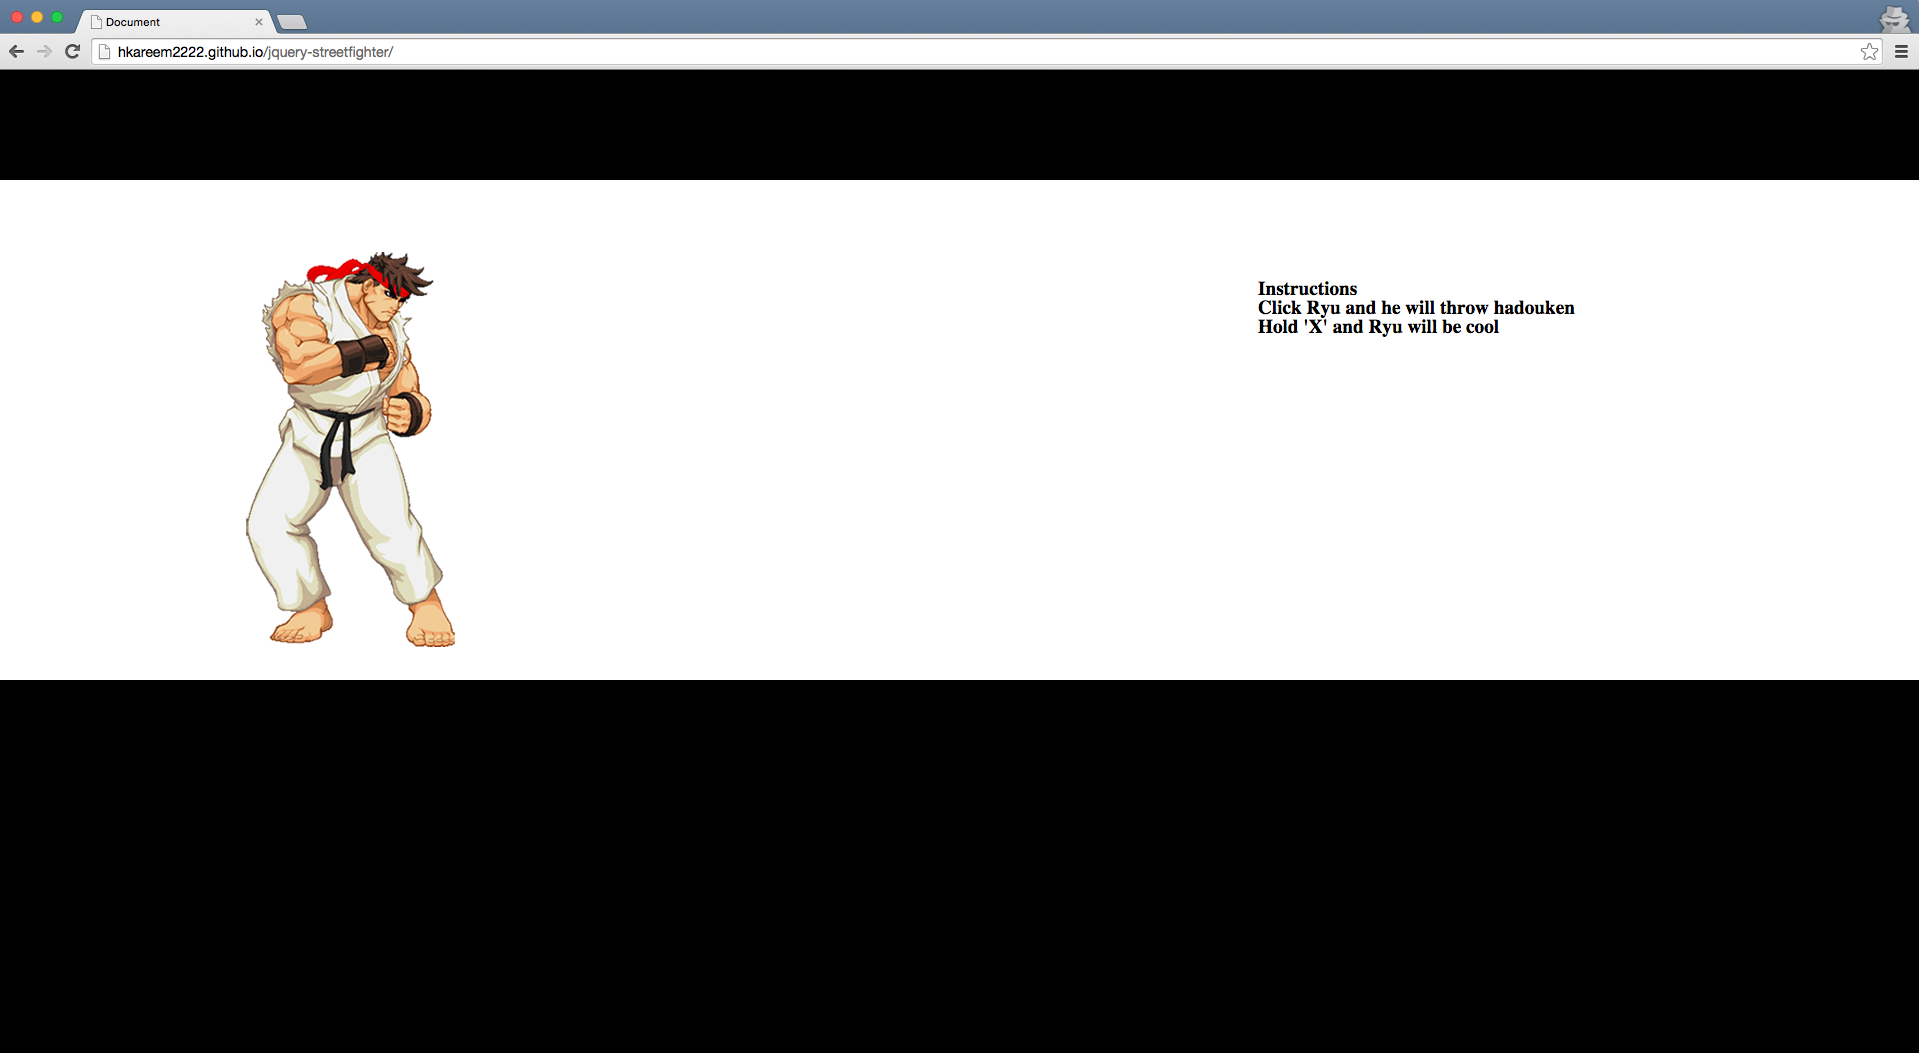 Document
hkareem2222.github.io/jquery-streetfighter/
Instructions
Click Ryu and he will throw hadouken
Hold 'X' and Ryu will be cool